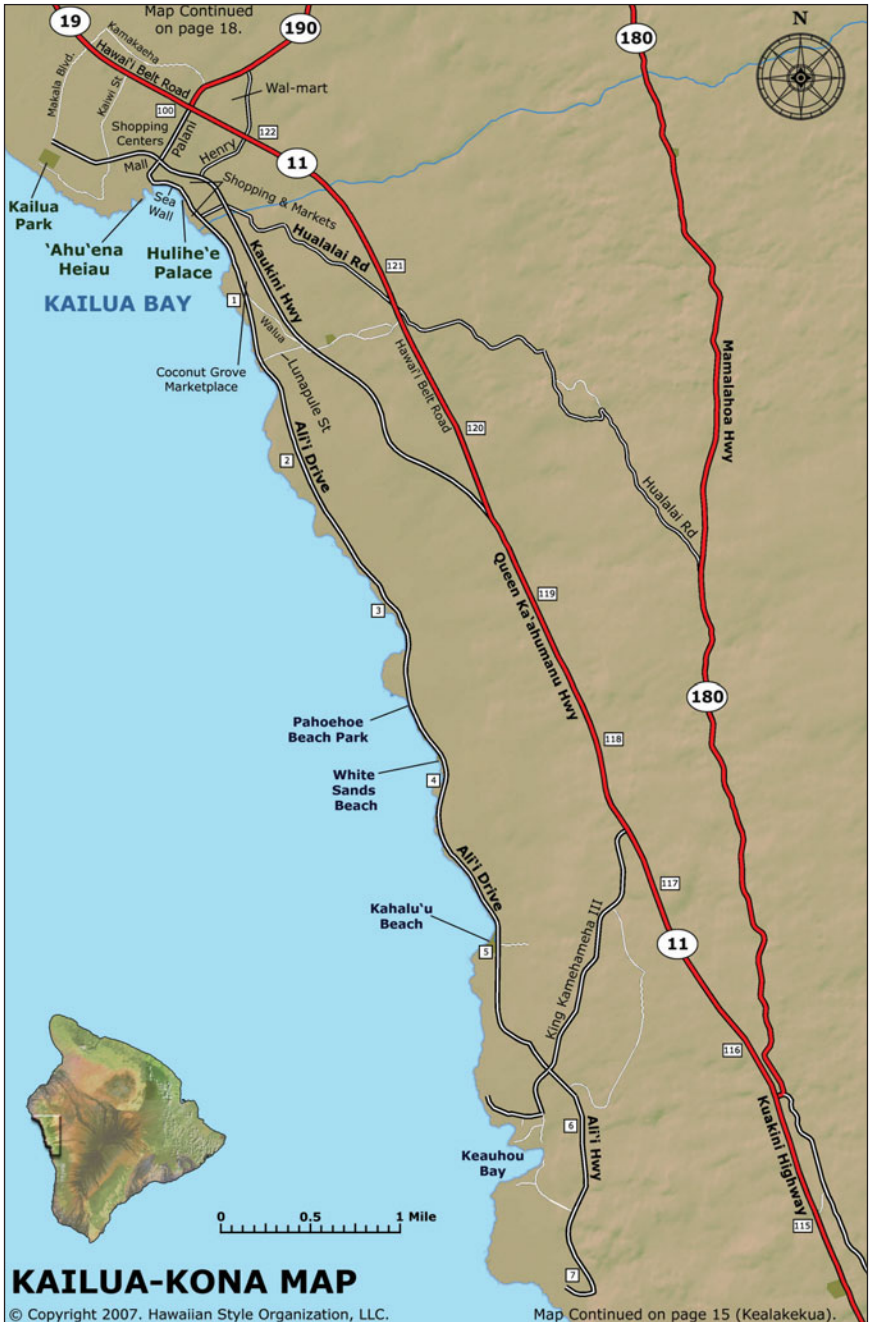 19
Map Continued
on page 18.
190
180
N
Kamakaeha
Makala Blvd.
Hawai'i Belt Road
Kaiwi St
Wal-mart
100
Shopping
Centers
Palani
122
Henry
Mall
11
Sea
Wall
Shopping & Markets
Kailua
Park
'Ahu'ena
Heiau
Hulihe'e
Palace
Hualalai Rd
Kaukini Hwy
121
KAILUA BAY
1
Walua
Coconut Grove
Marketplace
Lunapule St
Hawai'i Belt Road
Mamalahoa Hwy
120
Ali'i Drive
2
Hualalai Rd
Queen Ka'ahumanu Hwy
119
3
180
Pahoehoe
Beach Park
118
White
Sands
Beach
4
Ali'i Drive
117
Kahalu'u
Beach
5
King Kamehameha III
11
116
6
Ali'i Hwy
Kuakini Highway
Keauhou
Bay
115
0 0.5 1 Mile
7
KAILUA-KONA MAP
© Copyright 2007. Hawaiian Style Organization, LLC.
Map Continued on page 15 (Kealakekua).